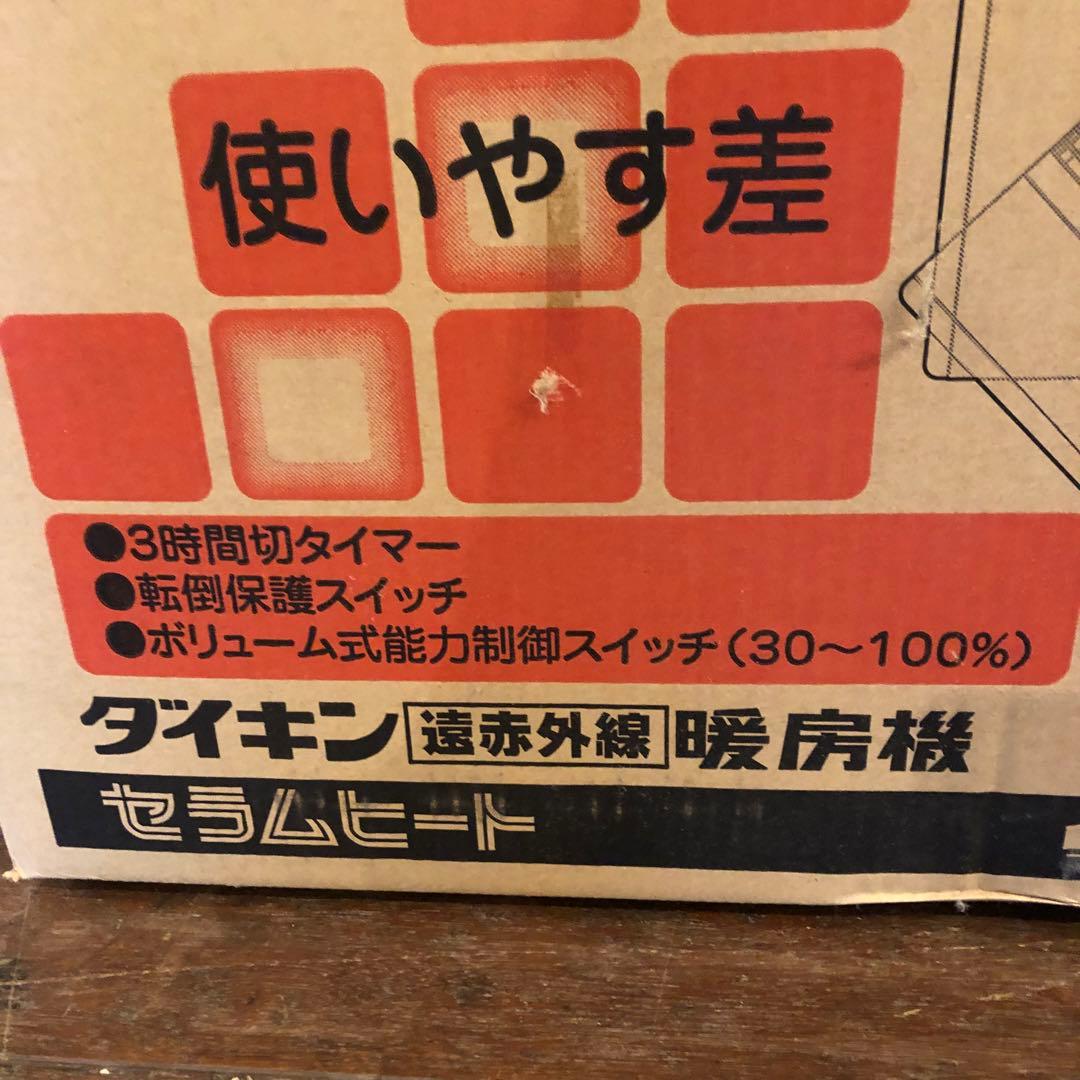 使いやす差
●3時間切タイマー
●転倒保護スイッチ
●ボリューム式能力制御スイッチ(30〜100%)
ダイキン遠赤外線暖房機
セラムヒート